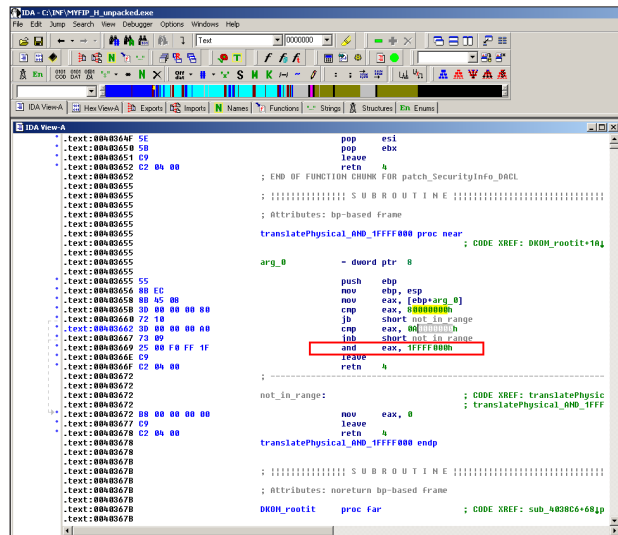 IDA - C:\INF\MYFIP_H_unpacked.exe
File Edit Jump Search View Debugger Options Windows Help
Text
0000000
En
IDA View-A Hex View-A Exports Imports N Names Functions Strings Structures En Enums
IDA View-A
.text:0040364F 5E pop esi
.text:00403650 5B pop ebx
.text:00403651 C9 leave
.text:00403652 C2 04 00 retn 4
.text:00403652 ; END OF FUNCTION CHUNK FOR patch_SecurityInfo_DACL
.text:00403655
.text:00403655 ; ¦¦¦¦¦¦¦¦¦¦¦¦¦¦¦ S U B R O U T I N E ¦¦¦¦¦¦¦¦¦¦¦¦¦¦¦¦¦¦¦¦¦¦¦¦¦¦¦
.text:00403655
.text:00403655 ; Attributes: bp-based frame
.text:00403655
.text:00403655 translatePhysical_AND_1FFFF000 proc near
.text:00403655 ; CODE XREF: DKOM_rootit+1A↓
.text:00403655
.text:00403655 arg_0 = dword ptr 8
.text:00403655
.text:00403655 55 push ebp
.text:00403656 8B EC mov ebp, esp
.text:00403658 8B 45 08 mov eax, [ebp+arg_0]
.text:0040365B 3D 00 00 00 80 cmp eax, 80000000h
.text:00403660 72 10 jb short not_in_range
.text:00403662 3D 00 00 00 A0 cmp eax, 0A0000000h
.text:00403667 73 09 jnb short not_in_range
.text:00403669 25 00 F0 FF 1F and eax, 1FFFF000h
.text:0040366E C9 leave
.text:0040366F C2 04 00 retn 4
.text:00403672 ; ---------------------------------------------------------------------------
.text:00403672
.text:00403672 not_in_range: ; CODE XREF: translatePhysic
.text:00403672 ; translatePhysical_AND_1FFF
.text:00403672 B8 00 00 00 00 mov eax, 0
.text:00403677 C9 leave
.text:00403678 C2 04 00 retn 4
.text:00403678 translatePhysical_AND_1FFFF000 endp
.text:00403678
.text:0040367B
.text:0040367B ; ¦¦¦¦¦¦¦¦¦¦¦¦¦¦¦ S U B R O U T I N E ¦¦¦¦¦¦¦¦¦¦¦¦¦¦¦¦¦¦¦¦¦¦¦¦¦¦¦
.text:0040367B
.text:0040367B ; Attributes: noreturn bp-based frame
.text:0040367B
.text:0040367B DKOM_rootit proc far ; CODE XREF: sub_4038C6+68↓p
.text:0040367B